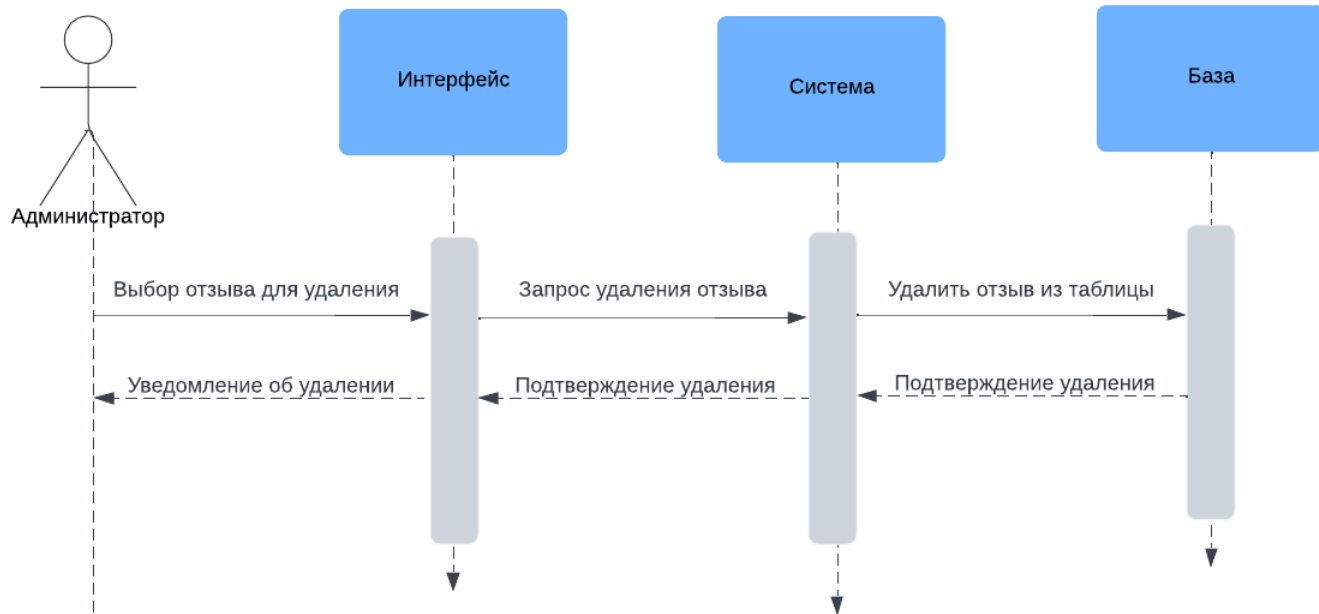 Интерфейс
Система
База
Администратор
Выбор отзыва для удаления
Запрос удаления отзыва
Удалить отзыв из таблицы
Уведомление об удалении
Подтверждение удаления
Подтверждение удаления